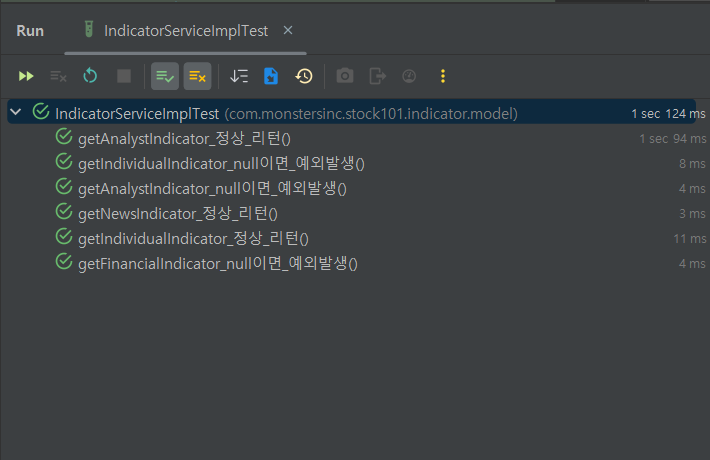 Run IndicatorServiceImplTest
IndicatorServiceImplTest (com.monstersinc.stock101.indicator.model) 1 sec 124 ms
getAnalystIndicator_정상_리턴() 1 sec 94 ms
getIndividualIndicator_null이면_예외발생() 8 ms
getAnalystIndicator_null이면_예외발생() 4 ms
getNewsIndicator_정상_리턴() 3 ms
getIndividualIndicator_정상_리턴() 11 ms
getFinancialIndicator_null이면_예외발생() 4 ms